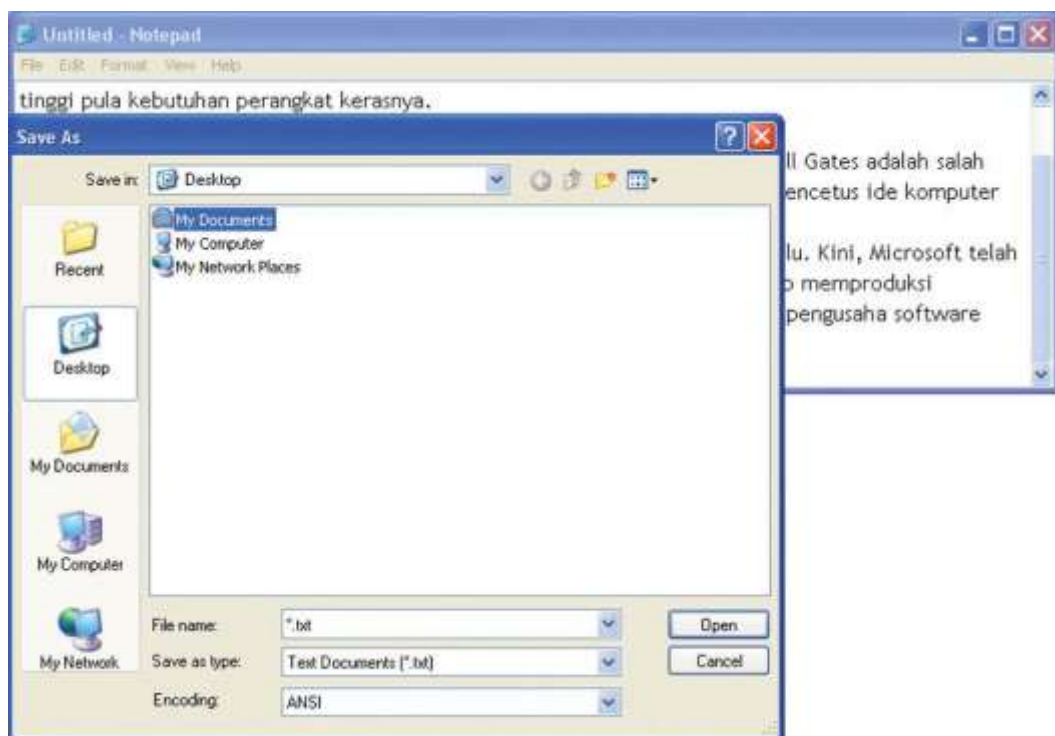 Untitled - Notepad
File Edit Format View Help
tinggi pula kebutuhan perangkat kerasnya.
ll Gates adalah salah
encetus ide komputer
lu. Kini, Microsoft telah
memproduksi
pengusaha software
Save As
Save in: Desktop
Recent
Desktop
My Documents
My Computer
My Network
My Documents
My Computer
My Network Places
File name: *.txt
Open
Save as type: Text Documents (*.txt)
Cancel
Encoding: ANSI